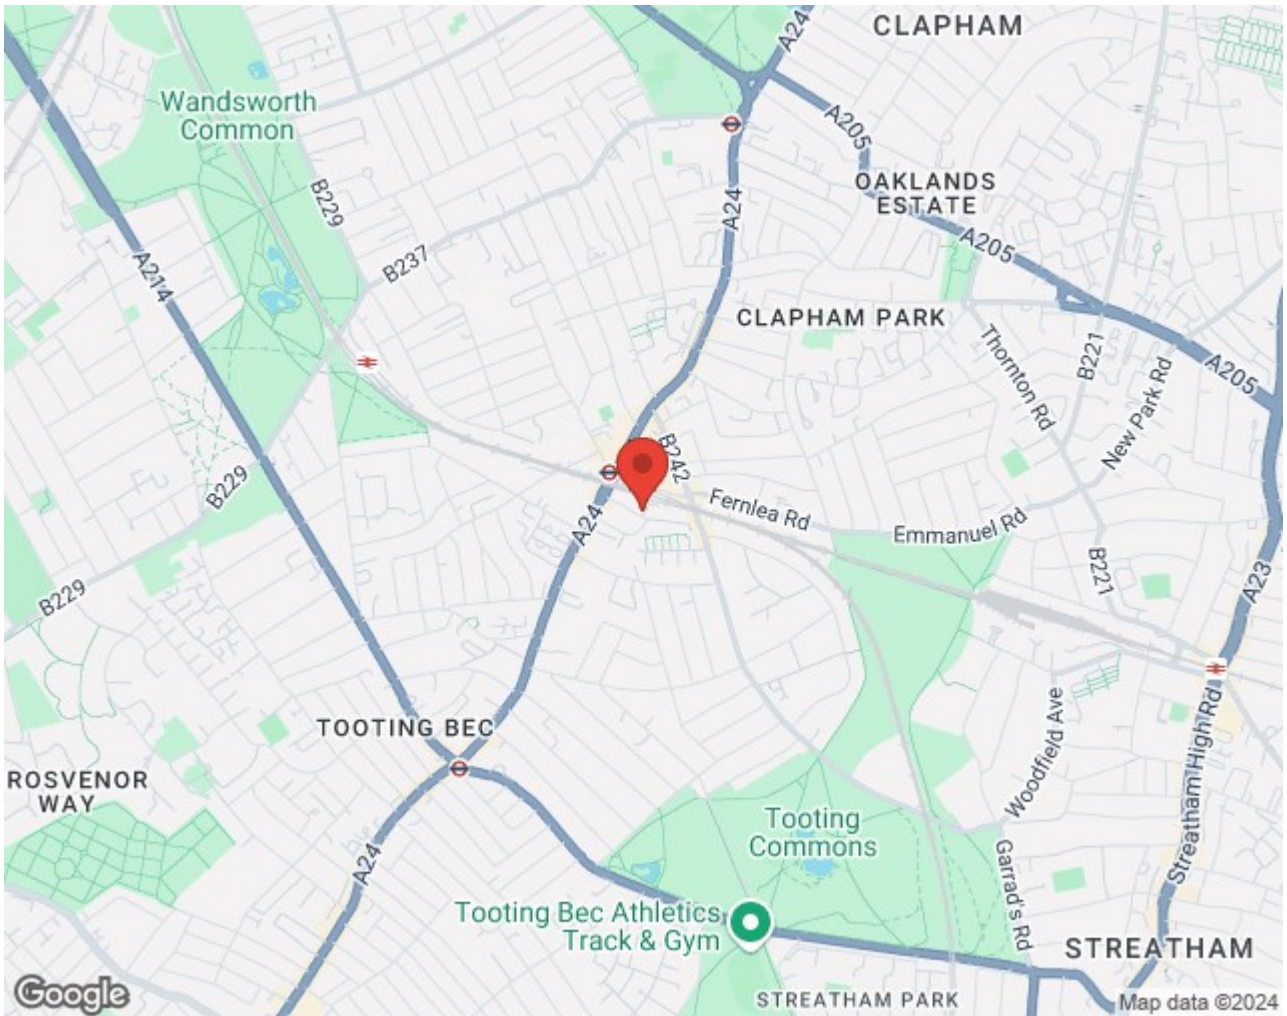 CLAPHAM
A24
Wandsworth
Common
A205
B229
OAKLANDS
ESTATE
A24
A205
B237
A214
CLAPHAM PARK
Thornton Rd
B221
New Park Rd
A205
B242
B229
Fernlea Rd
A24
Emmanuel Rd
B221
A23
B229
TOOTING BEC
Woodfield Ave
Streatham High Rd
ROSVENOR
WAY
Tooting
Commons
A24
Garrad's Rd
Tooting Bec Athletics
Track & Gym
STREATHAM
STREATHAM PARK
Google
Map data ©2024